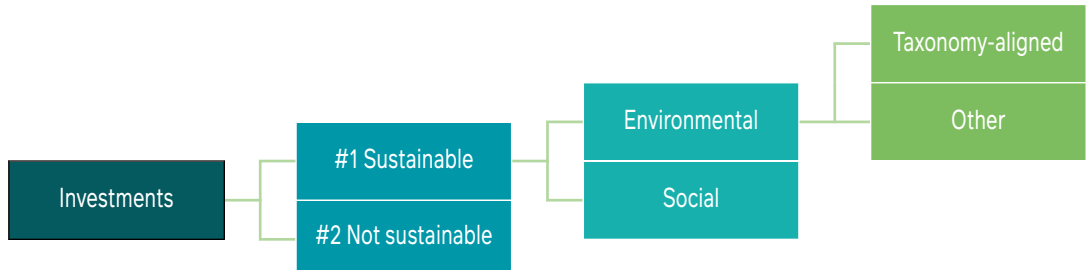 Investments
#1 Sustainable
#2 Not sustainable
Environmental
Social
Taxonomy-aligned
Other